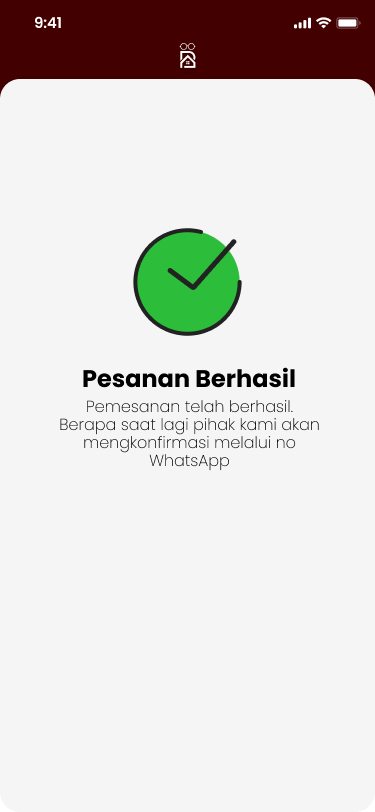 9:41
Pesanan Berhasil
Pemesanan telah berhasil.
Berapa saat lagi pihak kami akan
mengkonfirmasi melalui no
WhatsApp